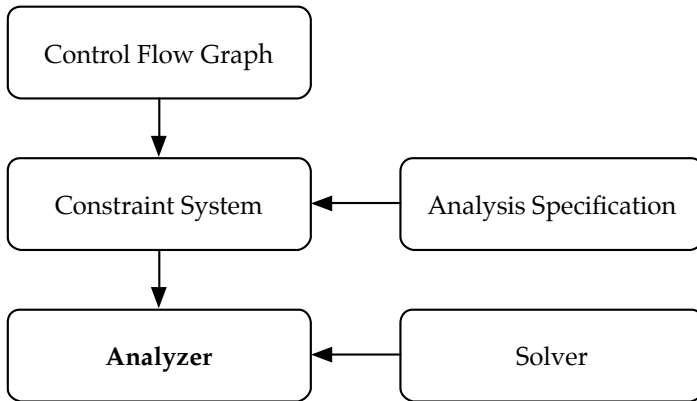 Control Flow Graph
Constraint System
Analysis Specification
Analyzer
Solver